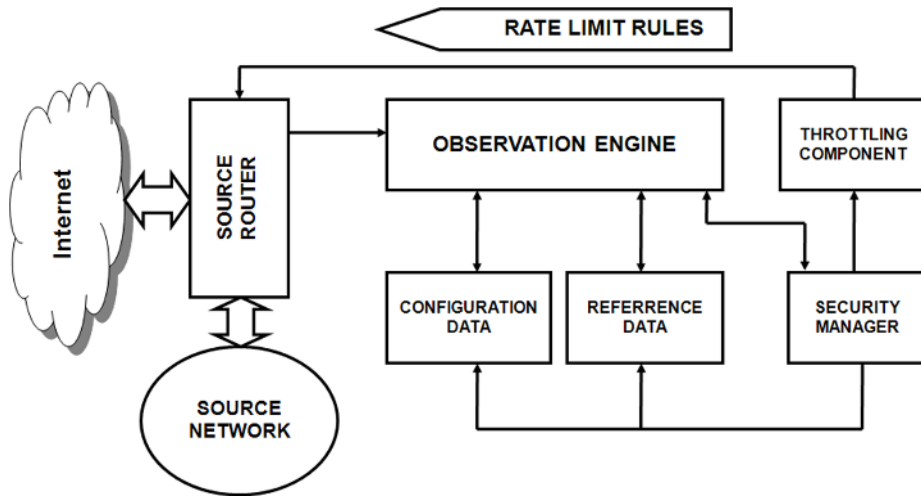 RATE LIMIT RULES
Internet
SOURCE
ROUTER
OBSERVATION ENGINE
THROTTLING
COMPONENT
CONFIGURATION
DATA
REFERRENCE
DATA
SECURITY
MANAGER
SOURCE
NETWORK